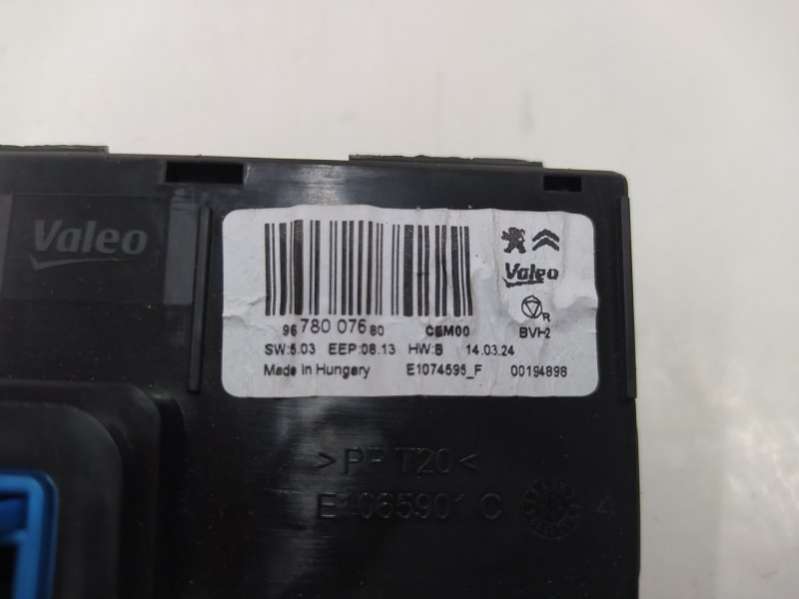 Valeo
Valeo
R
96 780 076 80 CEM00 BVH2
SW:5.03 EEP:08.13 HW:B 14.03.24
Made in Hungary E1074595_F 00194898
>PP T20<
E1065901 C